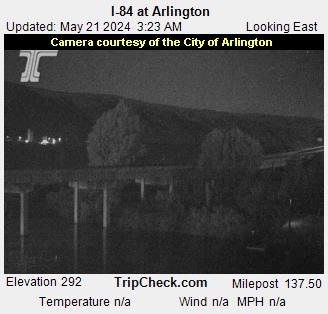 I-84 at Arlington
Updated: May 21 2024 3:23 AM Looking East
Camera courtesy of the City of Arlington
Elevation 292 TripCheck.com Milepost 137.50
Temperature n/a Wind n/a MPH n/a